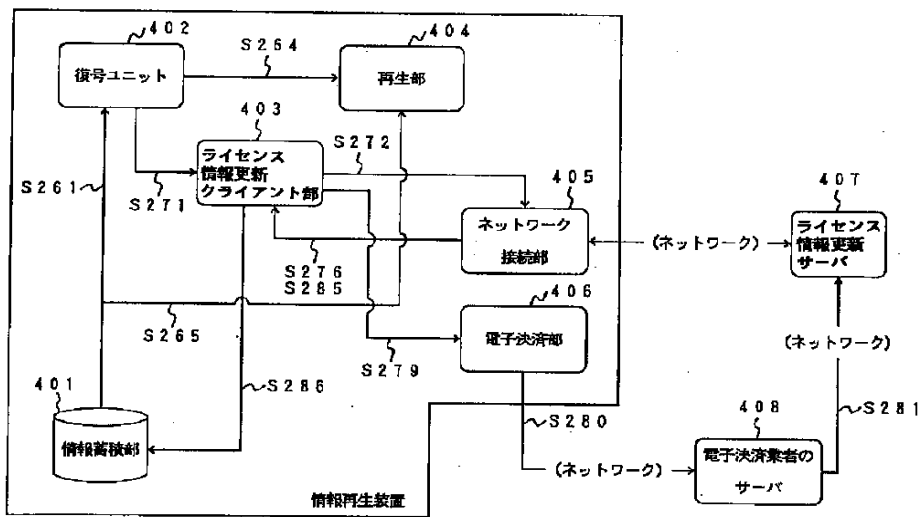 402
S264
404
復号ユニット
再生部
403
S272
ライセンス
情報更新
クライアント部
S261
S271
405
407
ネットワーク
接続部
(ネットワーク)
ライセンス
情報更新
サーバ
S276
S285
406
S265
電子決済部
(ネットワーク)
S279
401
S286
S280
408
S281
情報蓄積部
(ネットワーク)
電子決済業者の
サーバ
情報再生装置